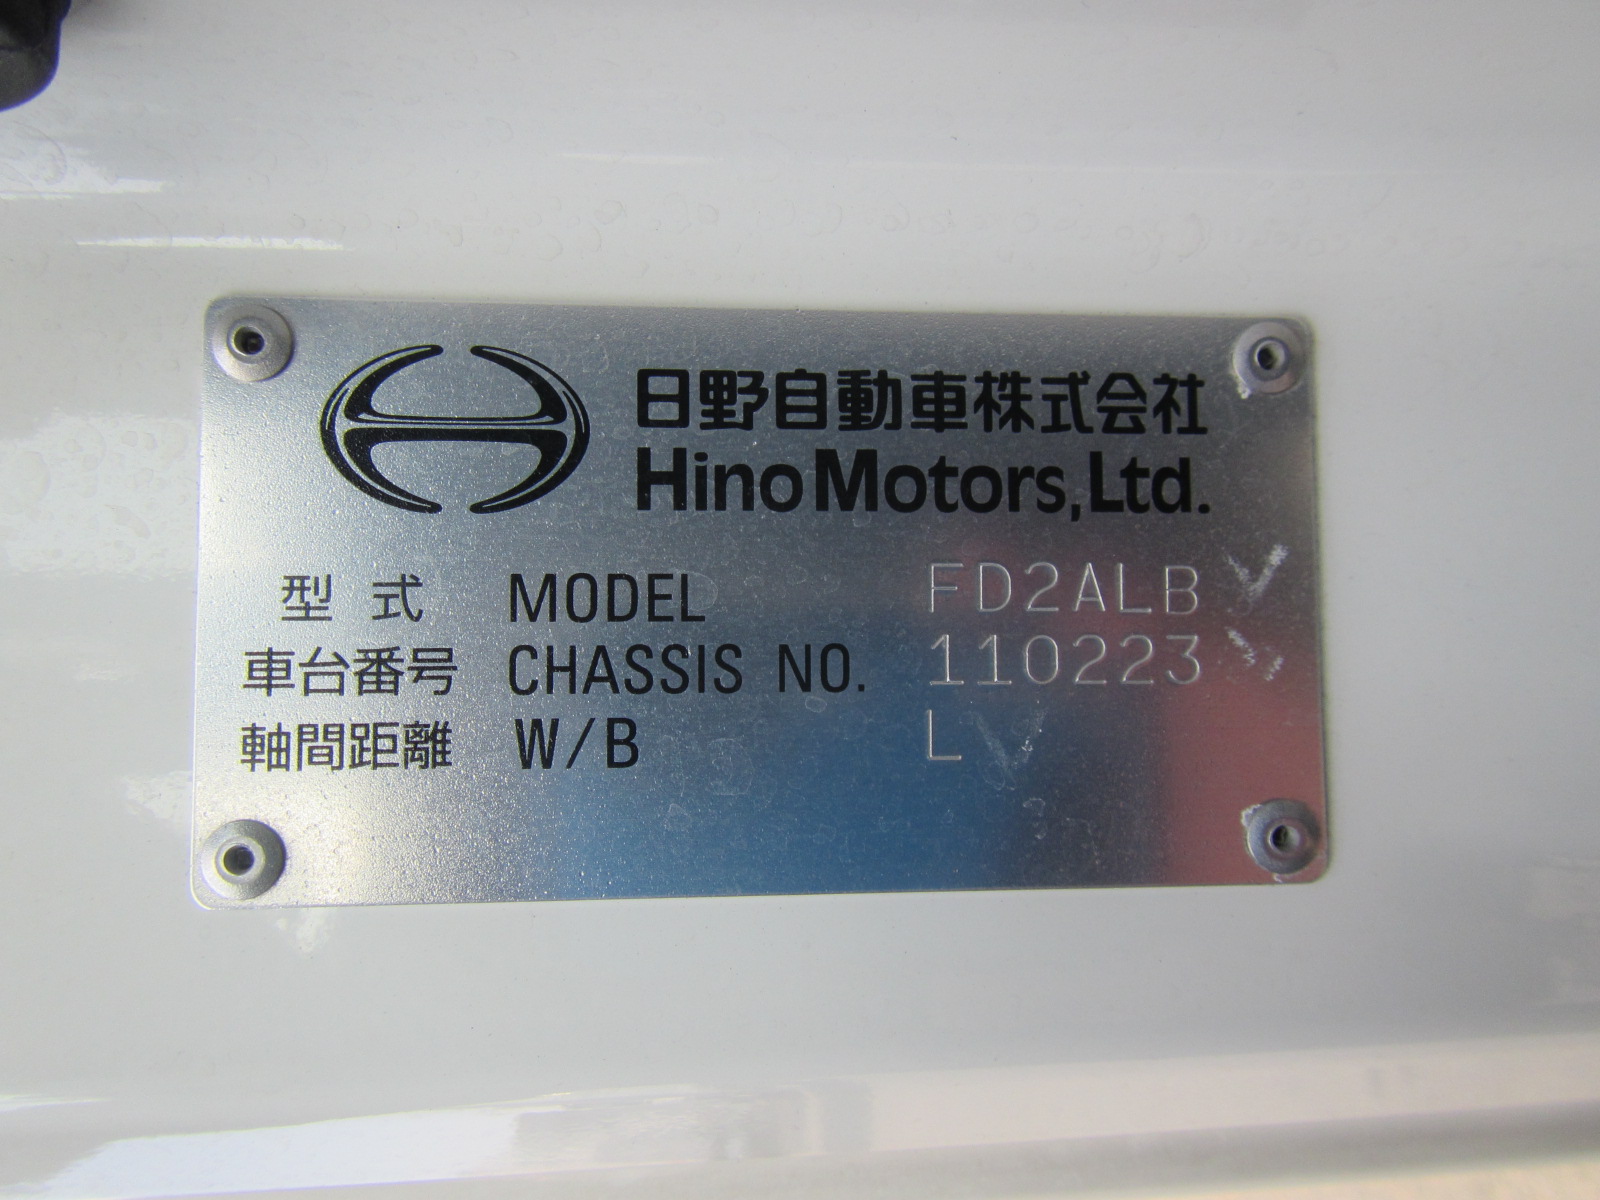 日野自動車株式会社
Hino Motors, Ltd.
型 式 MODEL FD2ALB
車台番号 CHASSIS NO. 110223
軸間距離 W/B L